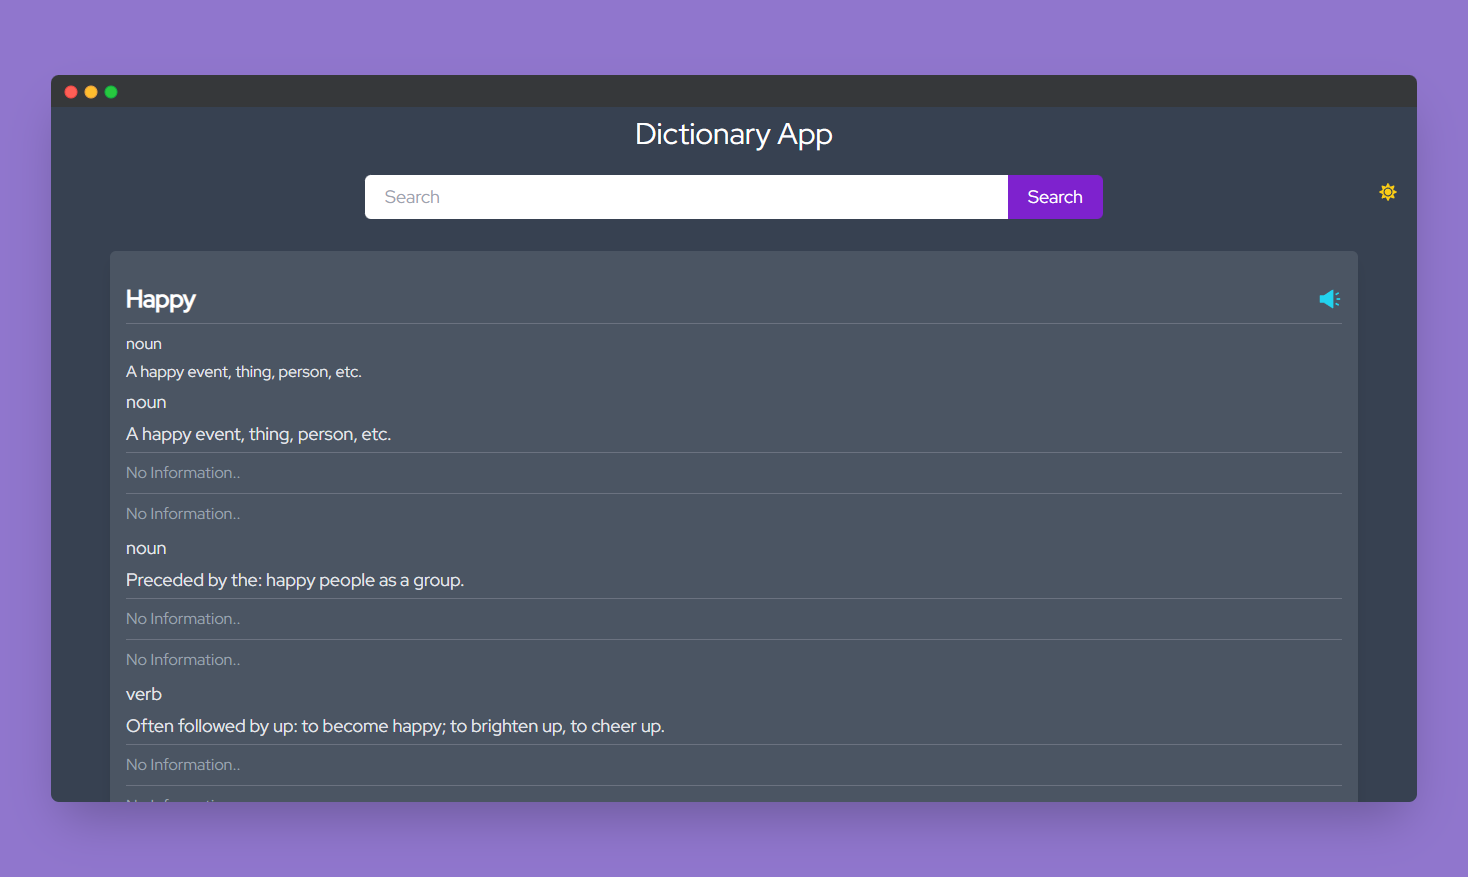 Dictionary App
Search
Search
Happy
noun
A happy event, thing, person, etc.
noun
A happy event, thing, person, etc.
No Information..
No Information..
noun
Preceded by the: happy people as a group.
No Information..
No Information..
verb
Often followed by up: to become happy; to brighten up, to cheer up.
No Information..